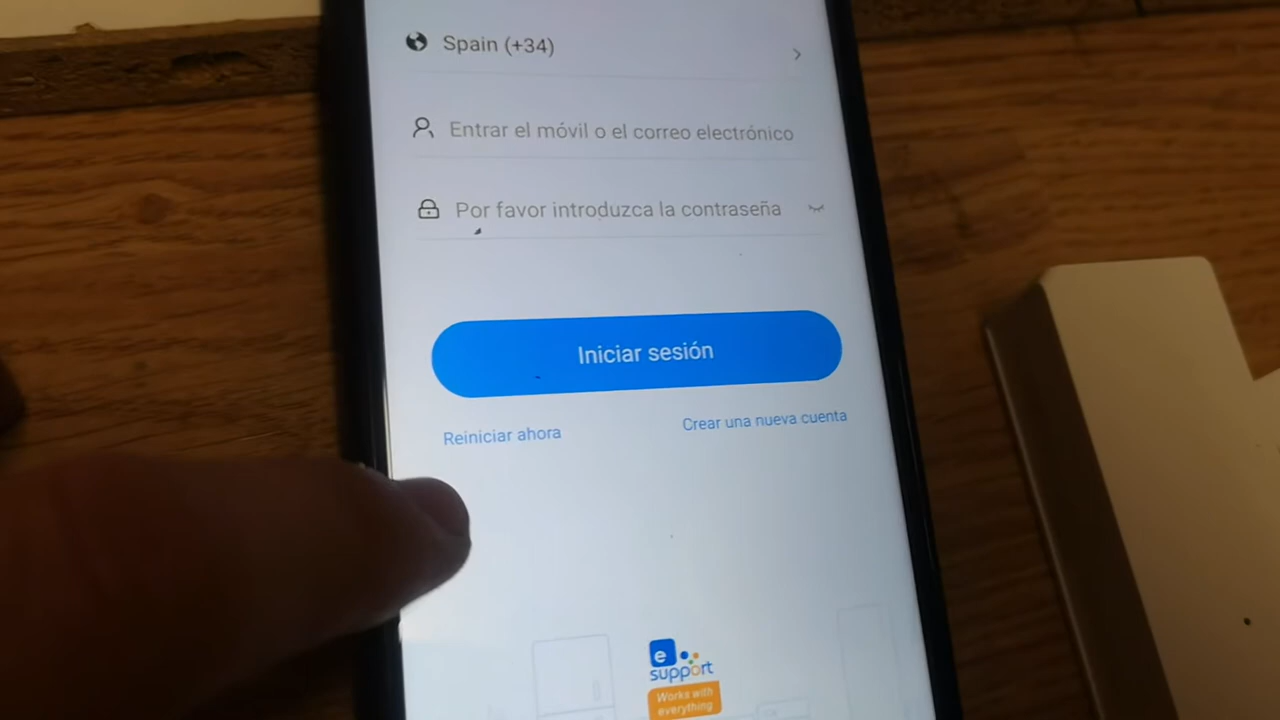 Spain (+34)
Entrar el móvil o el correo electrónico
Por favor introduzca la contraseña
Iniciar sesión
Reiniciar ahora
Crear una nueva cuenta
e
support
Works with
everything